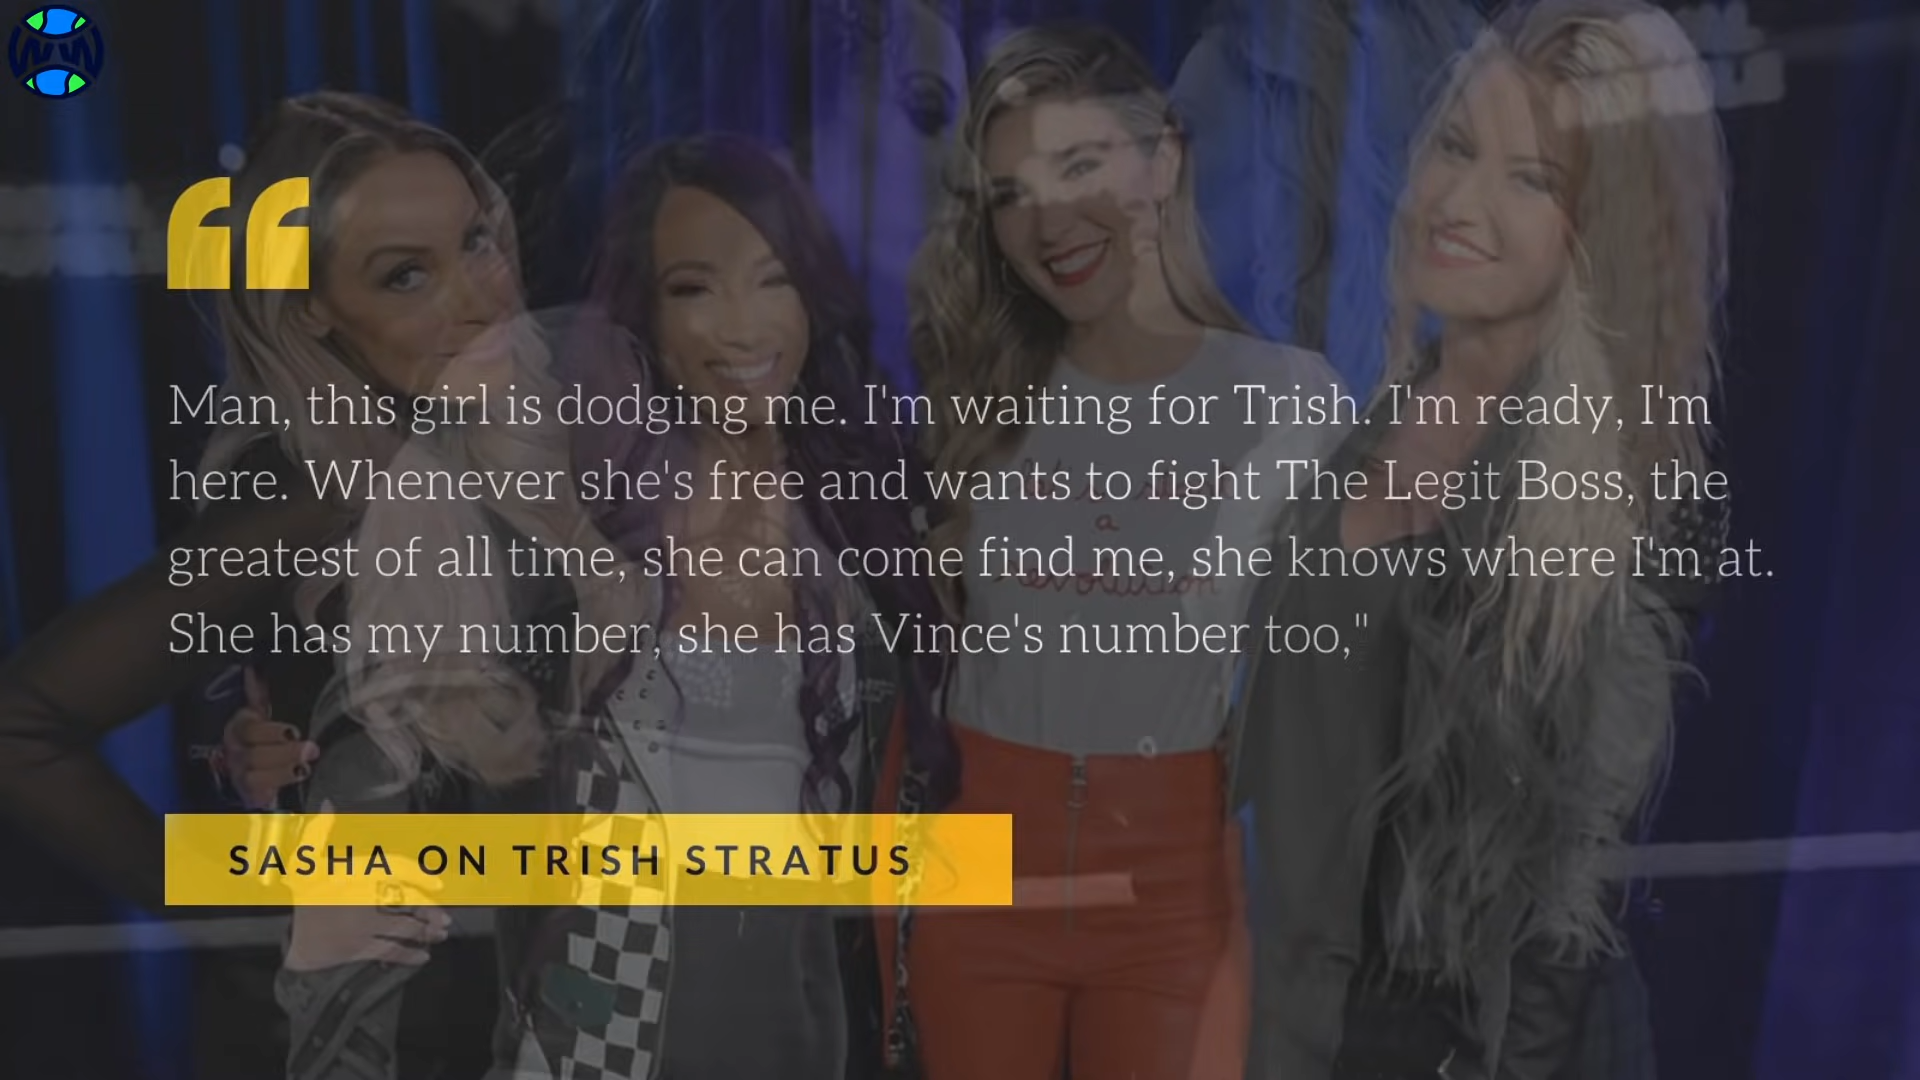 Man, this girl is dodging me. I'm waiting for Trish. I'm ready, I'm
here. Whenever she's free and wants to fight The Legit Boss, the
greatest of all time, she can come find me, she knows where I'm at.
She has my number, she has Vince's number too,"
a
revolution
SASHA ON TRISH STRATUS